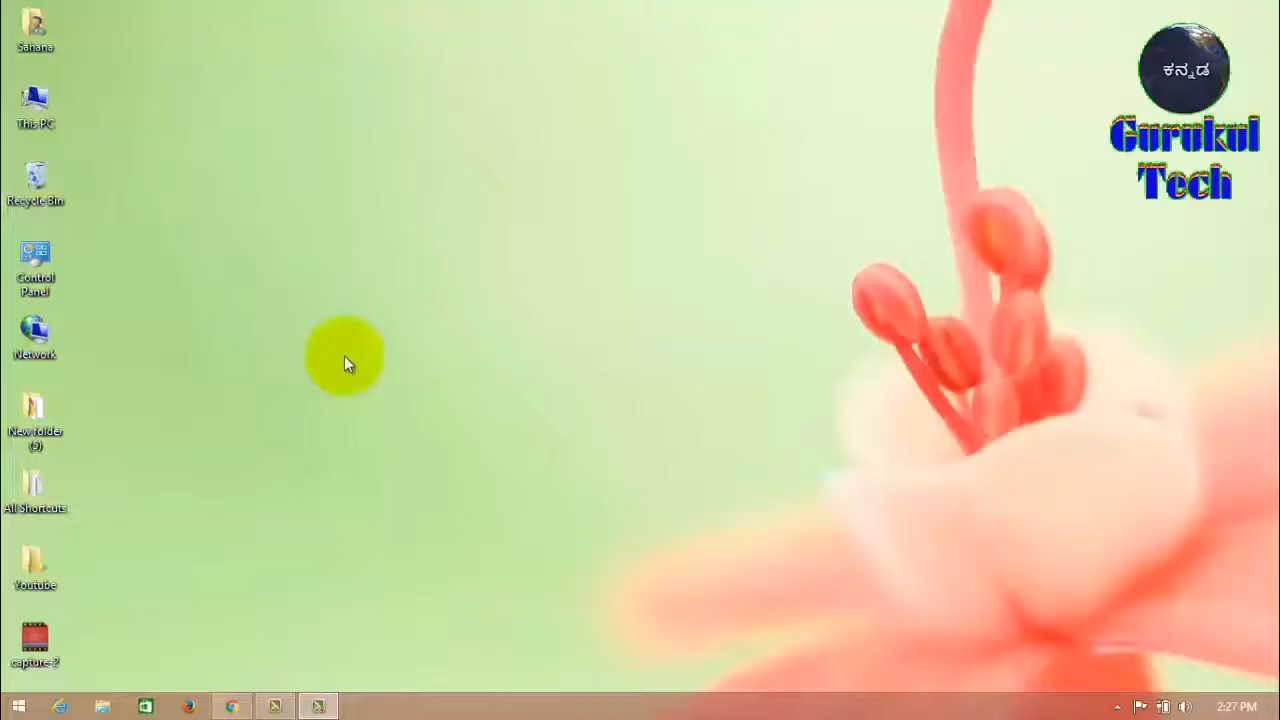 Sahana
This PC
Recycle Bin
Control
Panel
Network
New folder
(5)
All Shortcuts
Youtube
capture-2
ಕನ್ನಡ
Gurukul
Tech
2:27 PM